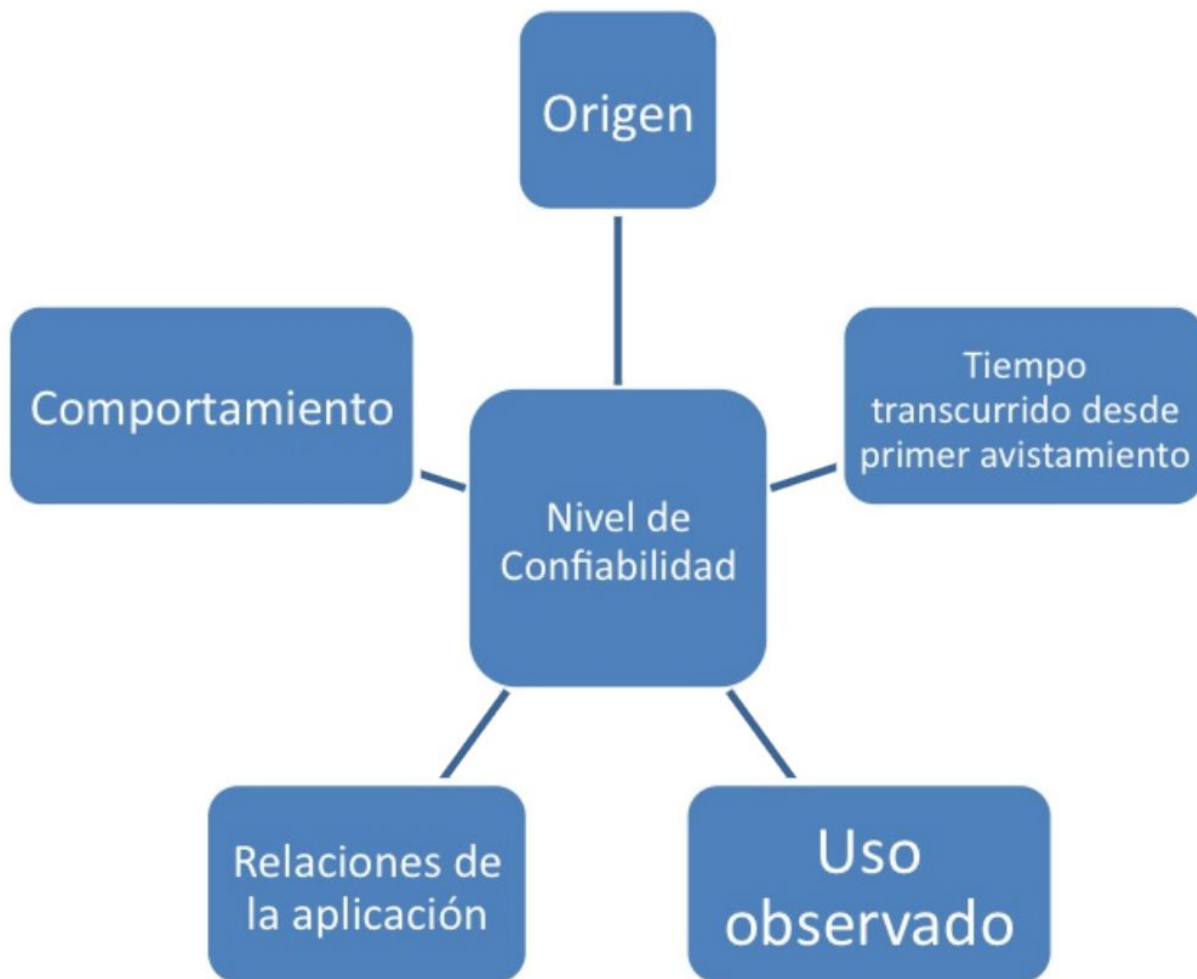 Origen
Comportamiento
Tiempo
transcurrido desde
primer avistamiento
Nivel de
Confiabilidad
Relaciones de
la aplicación
Uso
observado